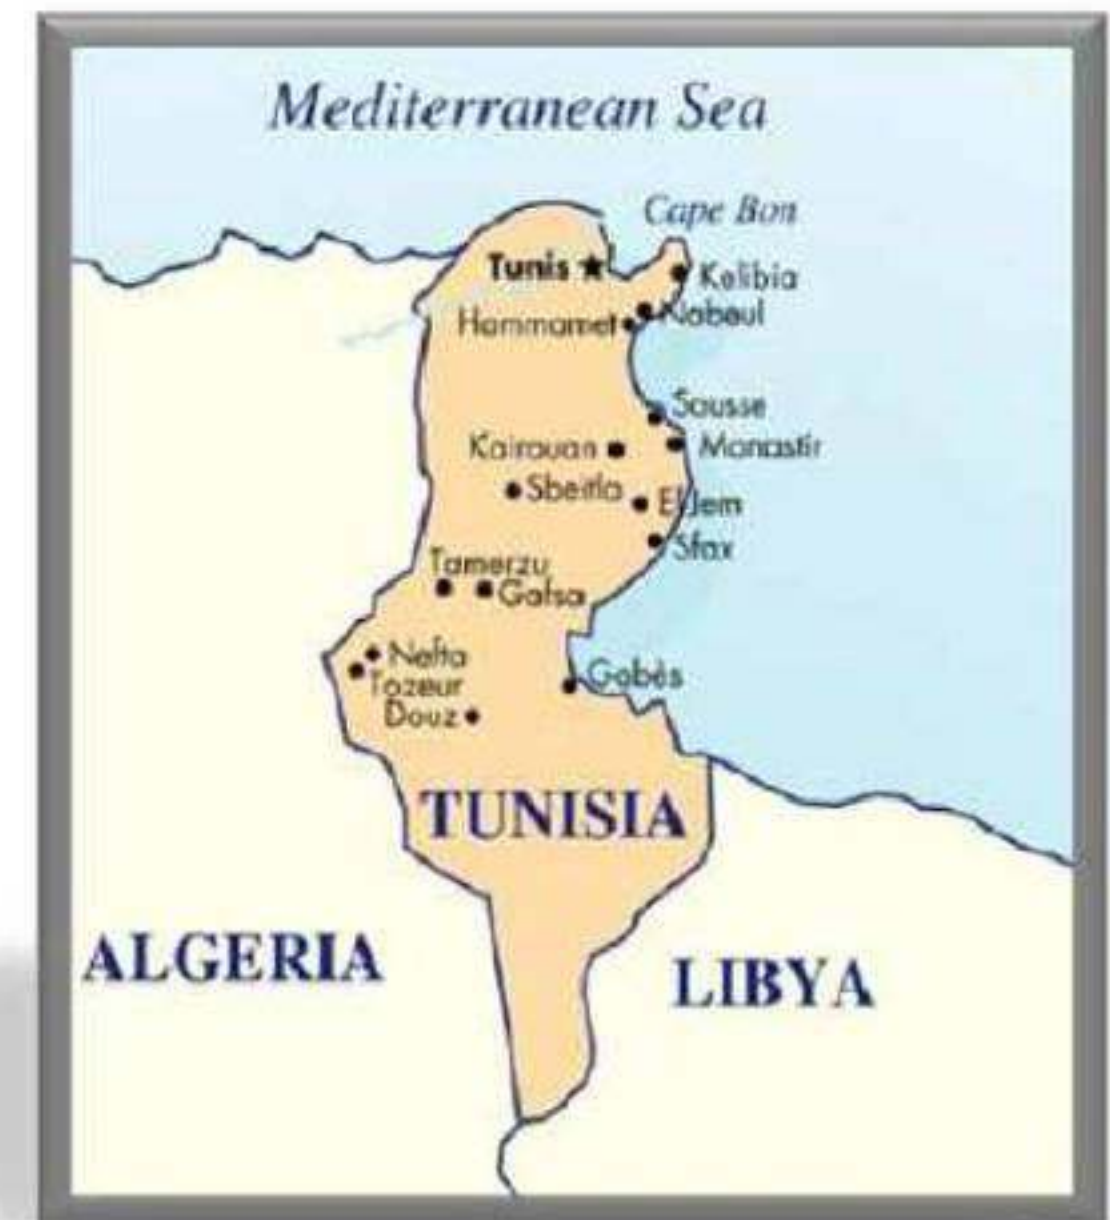 Mediterranean Sea
Cape Bon
Tunis
Kelibia
Nabeul
Hammamet
Sousse
Kairouan
Monastir
Sbeitla
El Jem
Sfax
Tamerzu
Gafsa
Nefta
Tozeur
Gabès
Douz
TUNISIA
ALGERIA
LIBYA